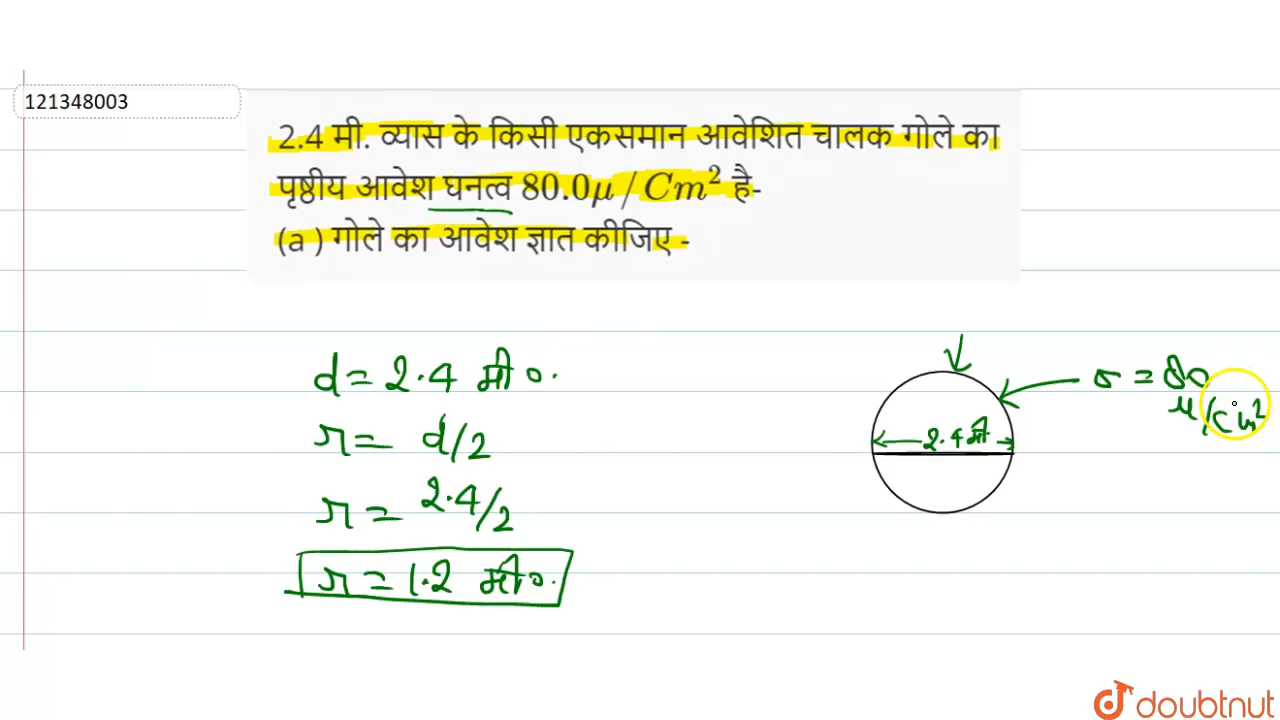 121348003
2.4 मी. व्यास के किसी एकसमान आवेशित चालक गोले का
पृष्ठीय आवेश घनत्व 80.0μ / Cm² है-
(a ) गोले का आवेश ज्ञात कीजिए -
d = 2.4 मी०.
r = d/2
r = 2.4/2
r = 1.2 मी०.
σ = 80
μ/Cm²
2.4 मी
doubtnut